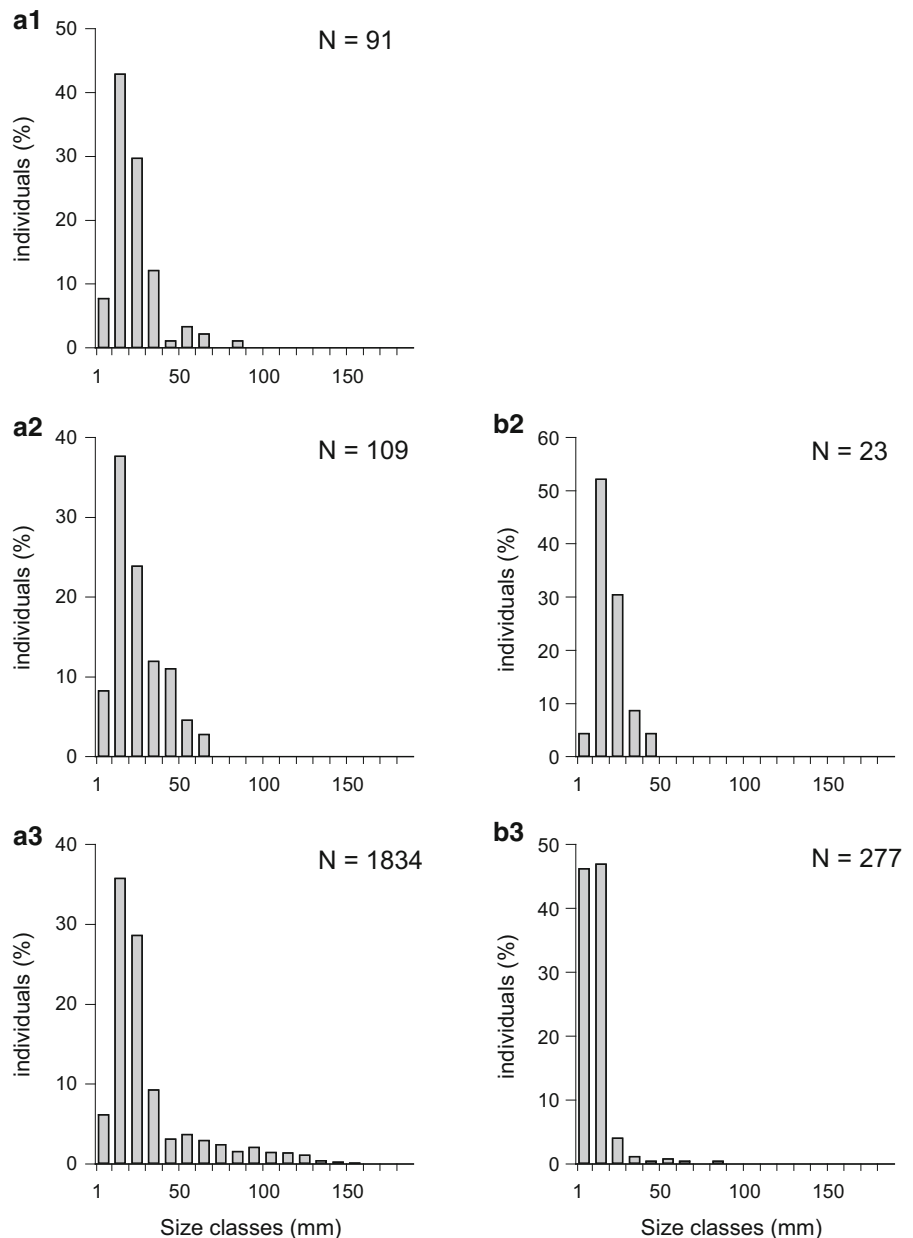 a1
N = 91
individuals (%)
50
40
30
20
10
0
1 50 100 150
a2
N = 109
individuals (%)
40
30
20
10
0
1 50 100 150
b2
N = 23
individuals (%)
60
50
40
30
20
10
0
1 50 100 150
a3
N = 1834
individuals (%)
40
30
20
10
0
1 50 100 150
Size classes (mm)
b3
N = 277
individuals (%)
50
40
30
20
10
0
1 50 100 150
Size classes (mm)